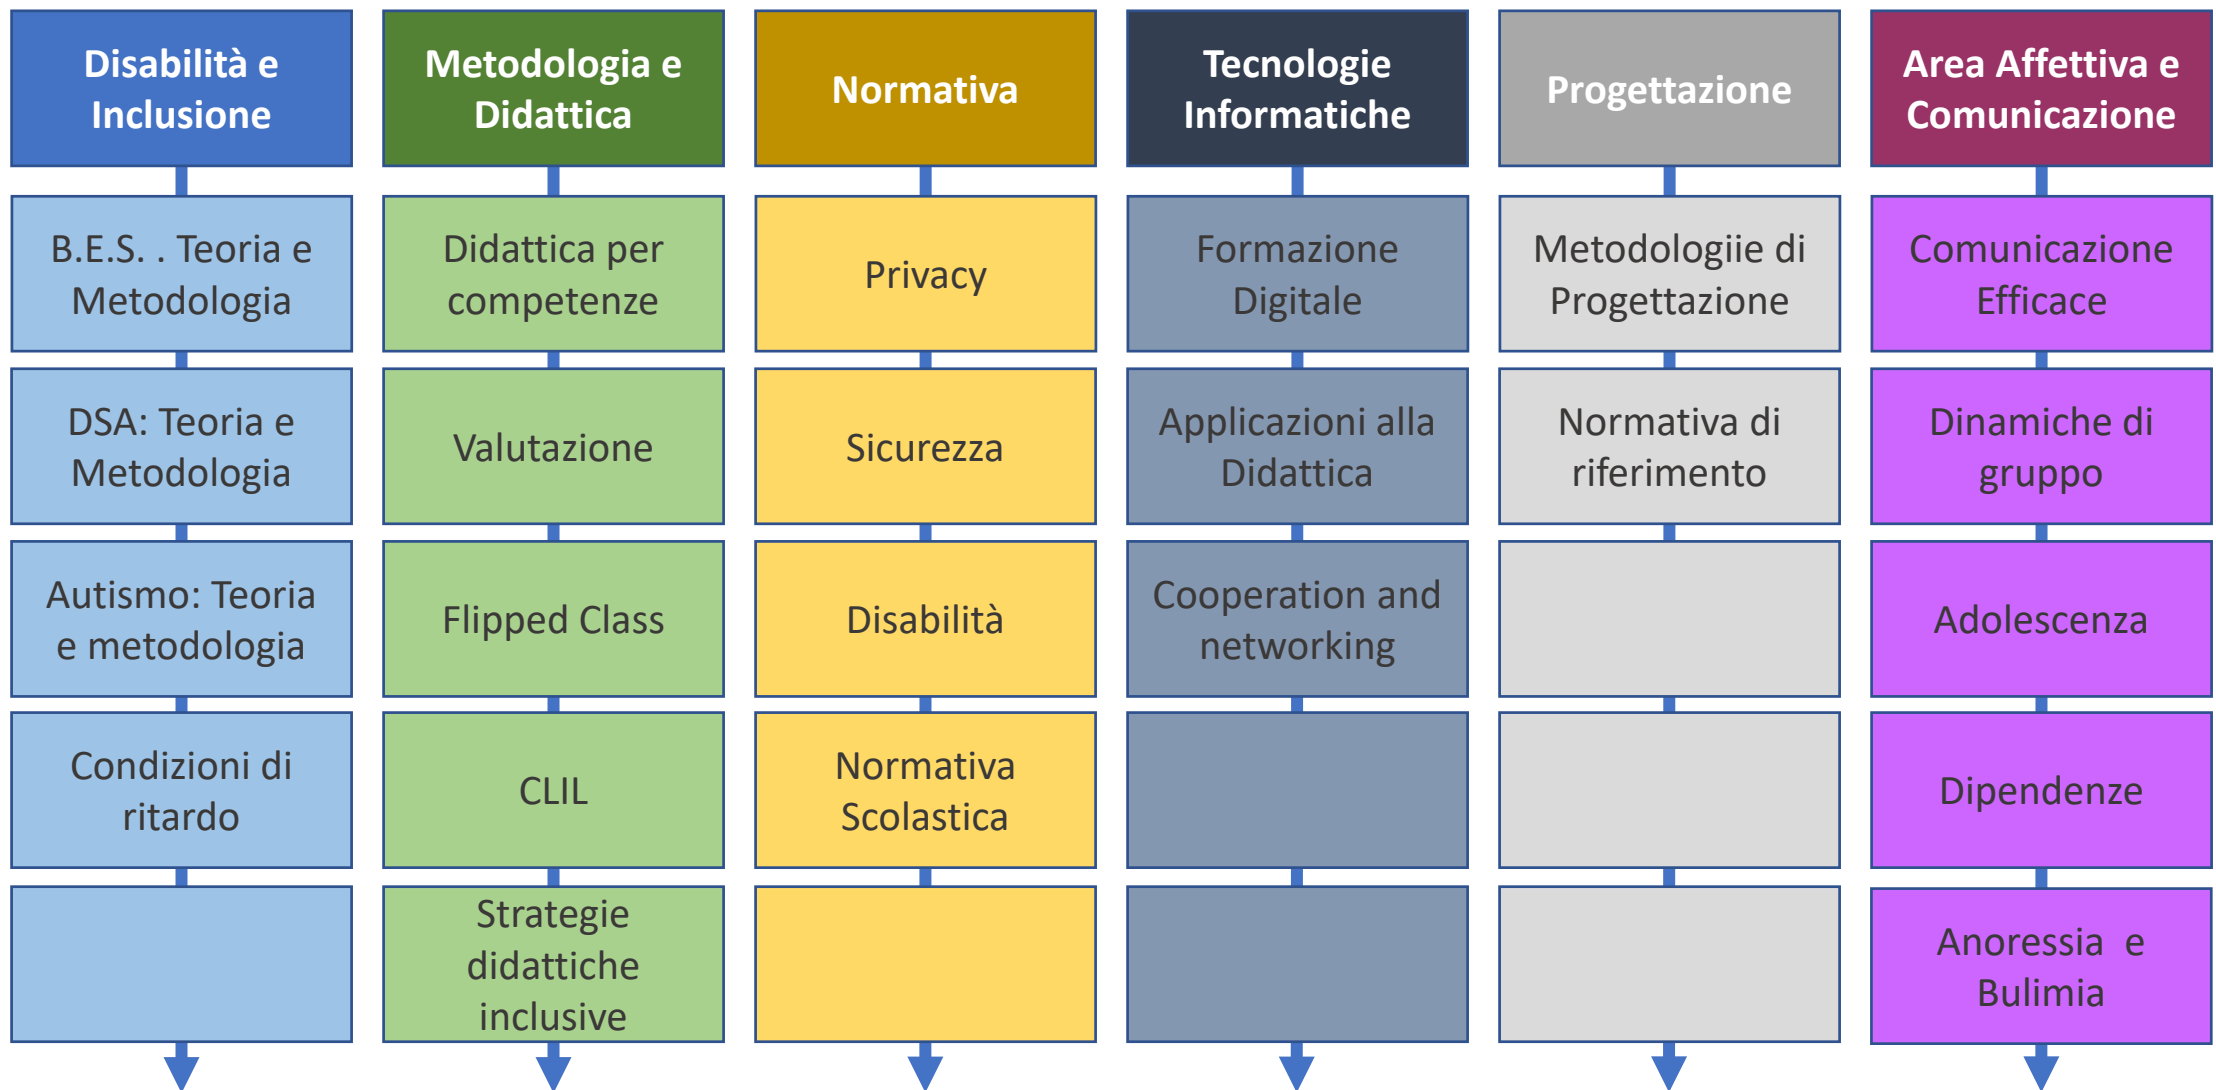 Disabilità e
Inclusione
Metodologia e
Didattica
Normativa
Tecnologie
Informatiche
Progettazione
Area Affettiva e
Comunicazione
B.E.S. . Teoria e
Metodologia
Didattica per
competenze
Privacy
Formazione
Digitale
Metodologiie di
Progettazione
Comunicazione
Efficace
DSA: Teoria e
Metodologia
Valutazione
Sicurezza
Applicazioni alla
Didattica
Normativa di
riferimento
Dinamiche di
gruppo
Autismo: Teoria
e metodologia
Flipped Class
Disabilità
Cooperation and
networking
Adolescenza
Condizioni di
ritardo
CLIL
Normativa
Scolastica
Dipendenze
Strategie
didattiche
inclusive
Anoressia  e
Bulimia